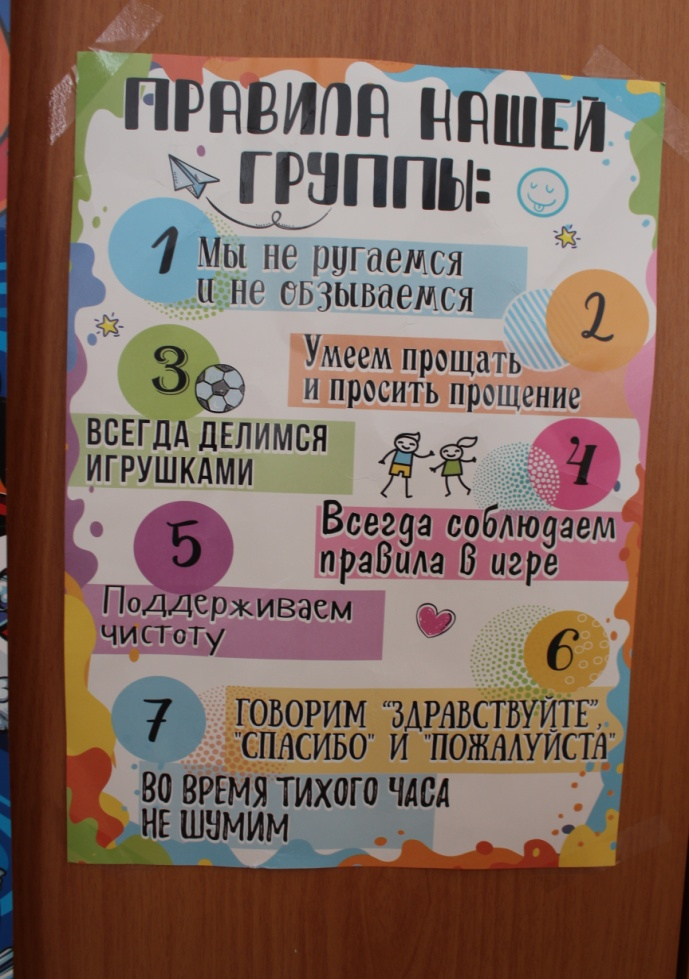 ПРАВИЛА НАШЕЙ
ГРУППЫ:
1 Мы не ругаемся
и не обзываемся
2
Умеем прощать
и просить прощение
3
ВСЕГДА ДЕЛИМСЯ
ИГРУШКАМИ
4
Всегда соблюдаем
правила в игре
5
Поддерживаем
чистоту
6
ГОВОРИМ “ЗДРАВСТВУЙТЕ”,
"СПАСИБО" И "ПОЖАЛУЙСТА"
7
ВО ВРЕМЯ ТИХОГО ЧАСА
НЕ ШУМИМ